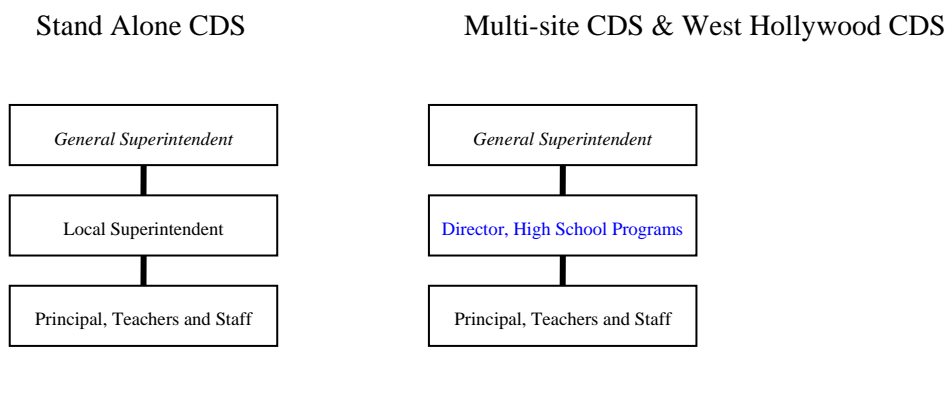 Stand Alone CDS
Multi-site CDS & West Hollywood CDS
General Superintendent
Local Superintendent
Principal, Teachers and Staff
General Superintendent
Director, High School Programs
Principal, Teachers and Staff